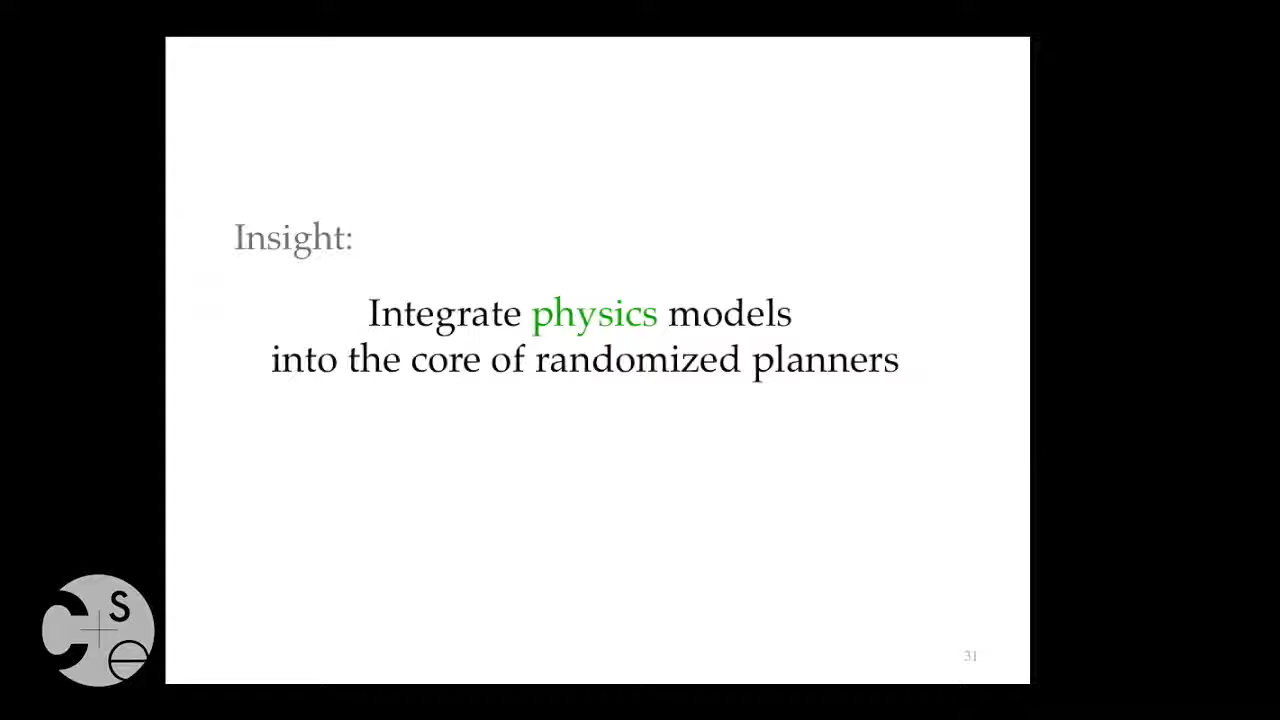 Insight:
Integrate physics models
into the core of randomized planners
31
c s
e